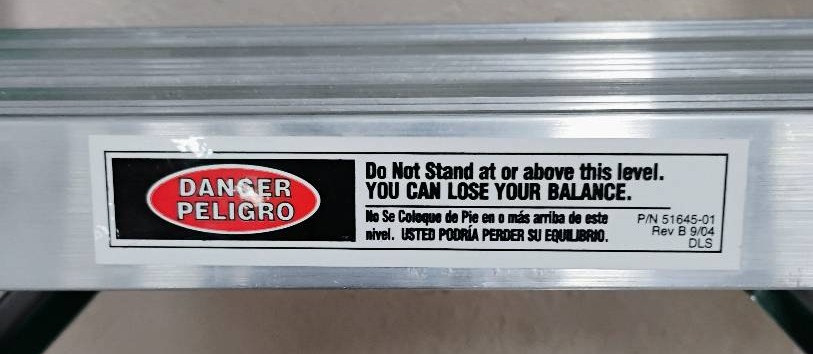 DANGER
PELIGRO
Do Not Stand at or above this level.
YOU CAN LOSE YOUR BALANCE.
No Se Coloque de Pie en o más arriba de este
nivel. USTED PODRÍA PERDER SU EQUILIBRIO.
P/N 51645-01
Rev B 9/04
DLS